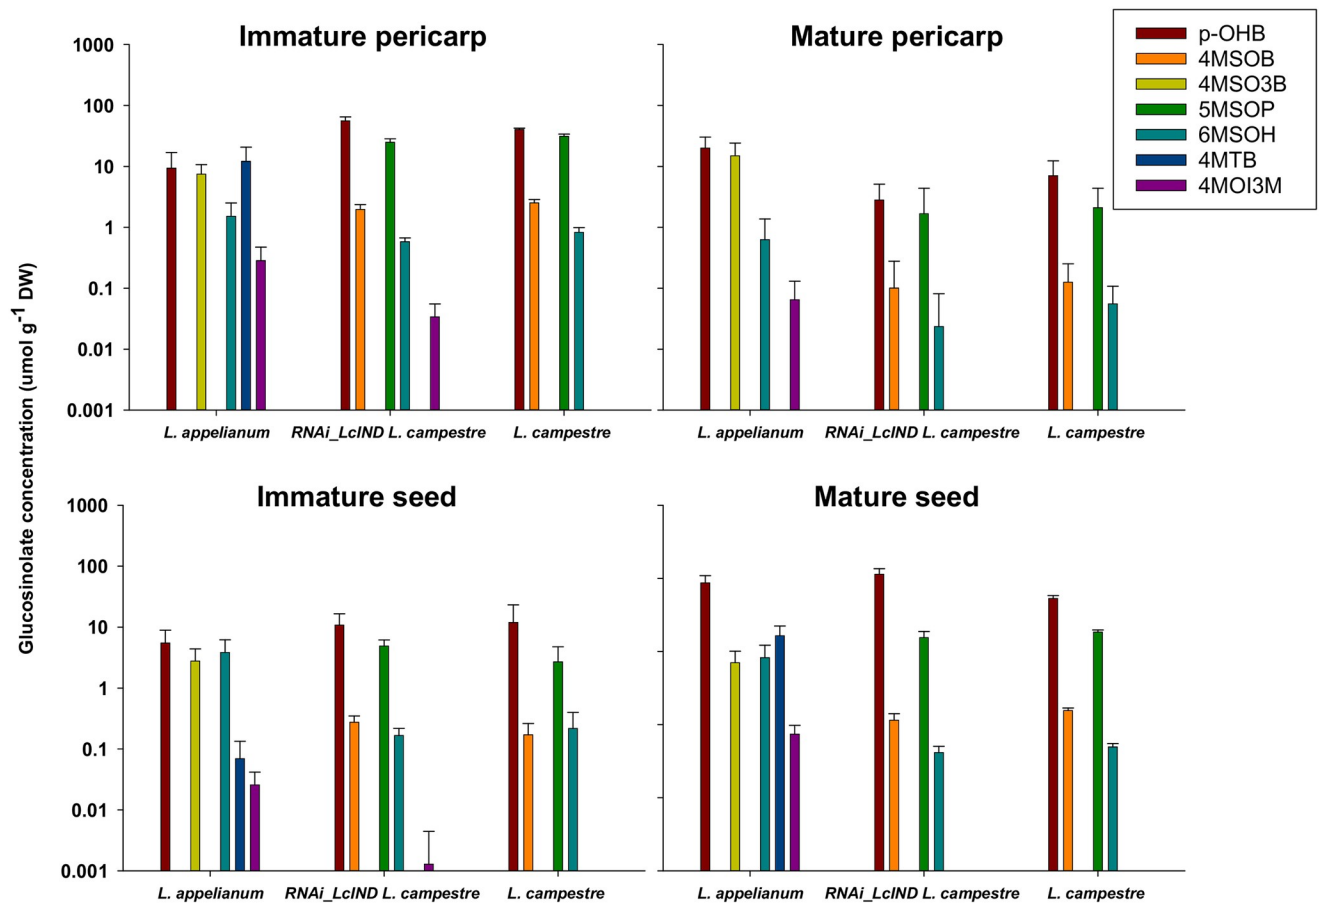 Immature pericarp
Mature pericarp
p-OHB
4MSOB
4MSO3B
5MSOP
6MSOH
4MTB
4MOI3M
1000
100
10
1
0.1
0.01
0.001
L. appelianum
RNAi_LcIND L. campestre
L. campestre
L. appelianum
RNAi_LcIND L. campestre
L. campestre
Glucosinolate concentration (umol g-1 DW)
Immature seed
Mature seed
1000
100
10
1
0.1
0.01
0.001
L. appelianum
RNAi_LcIND L. campestre
L. campestre
L. appelianum
RNAi_LcIND L. campestre
L. campestre